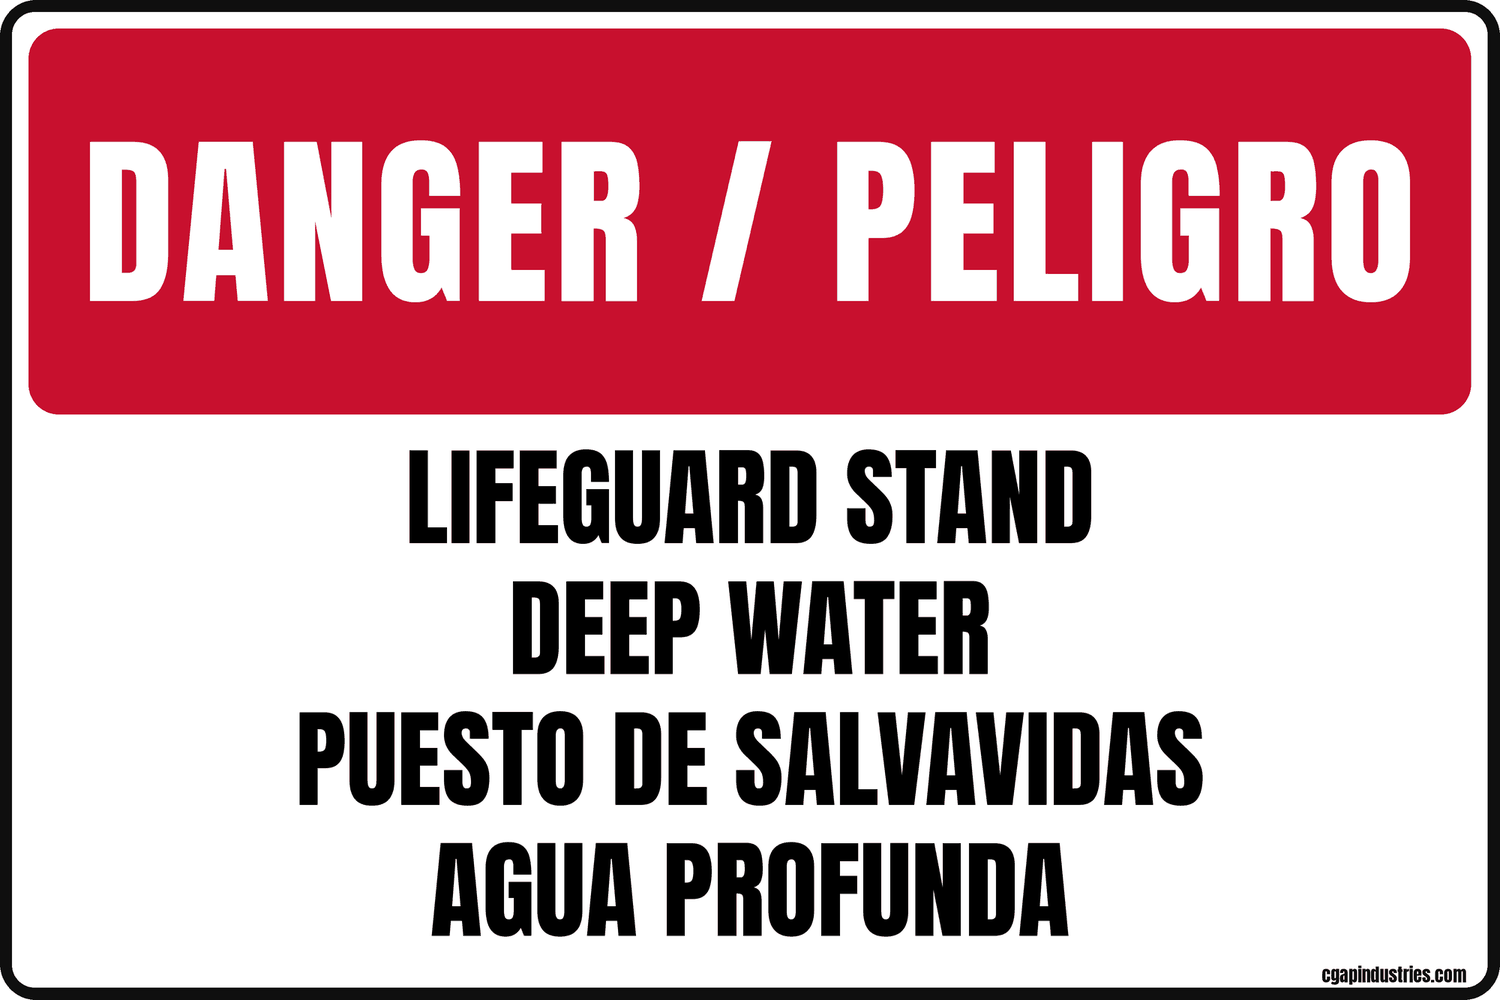 DANGER / PELIGRO
LIFEGUARD STAND
DEEP WATER
PUESTO DE SALVAVIDAS
AGUA PROFUNDA
cgapindustries.com